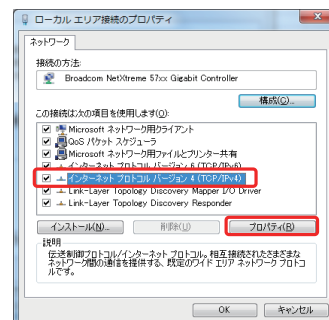 ローカル エリア接続のプロパティ
ネットワーク
接続の方法:
Broadcom NetXtreme 57xx Gigabit Controller
構成(C)...
この接続は次の項目を使用します(O):
Microsoft ネットワーク用クライアント
QoS パケット スケジューラ
Microsoft ネットワーク用ファイルとプリンター共有
インターネット プロトコル バージョン 6 (TCP/IPv6)
インターネット プロトコル バージョン 4 (TCP/IPv4)
Link-Layer Topology Discovery Mapper I/O Driver
Link-Layer Topology Discovery Responder
インストール(N)...
削除(U)
プロパティ(R)
説明
伝送制御プロトコル/インターネット プロトコル。相互接続されたさまざまな
ネットワーク間の通信を提供する、既定のワイド エリア ネットワーク プロトコ
ルです。
OK
キャンセル